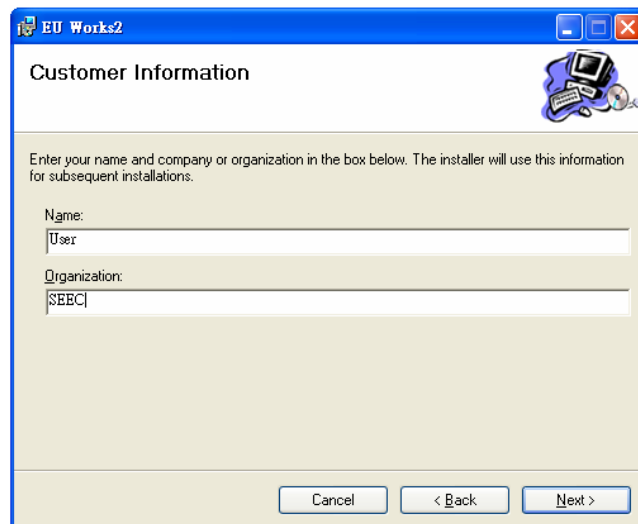 EU Works2
Customer Information
Enter your name and company or organization in the box below. The installer will use this information
for subsequent installations.
Name:
User
Organization:
SEEC
Cancel
< Back
Next >